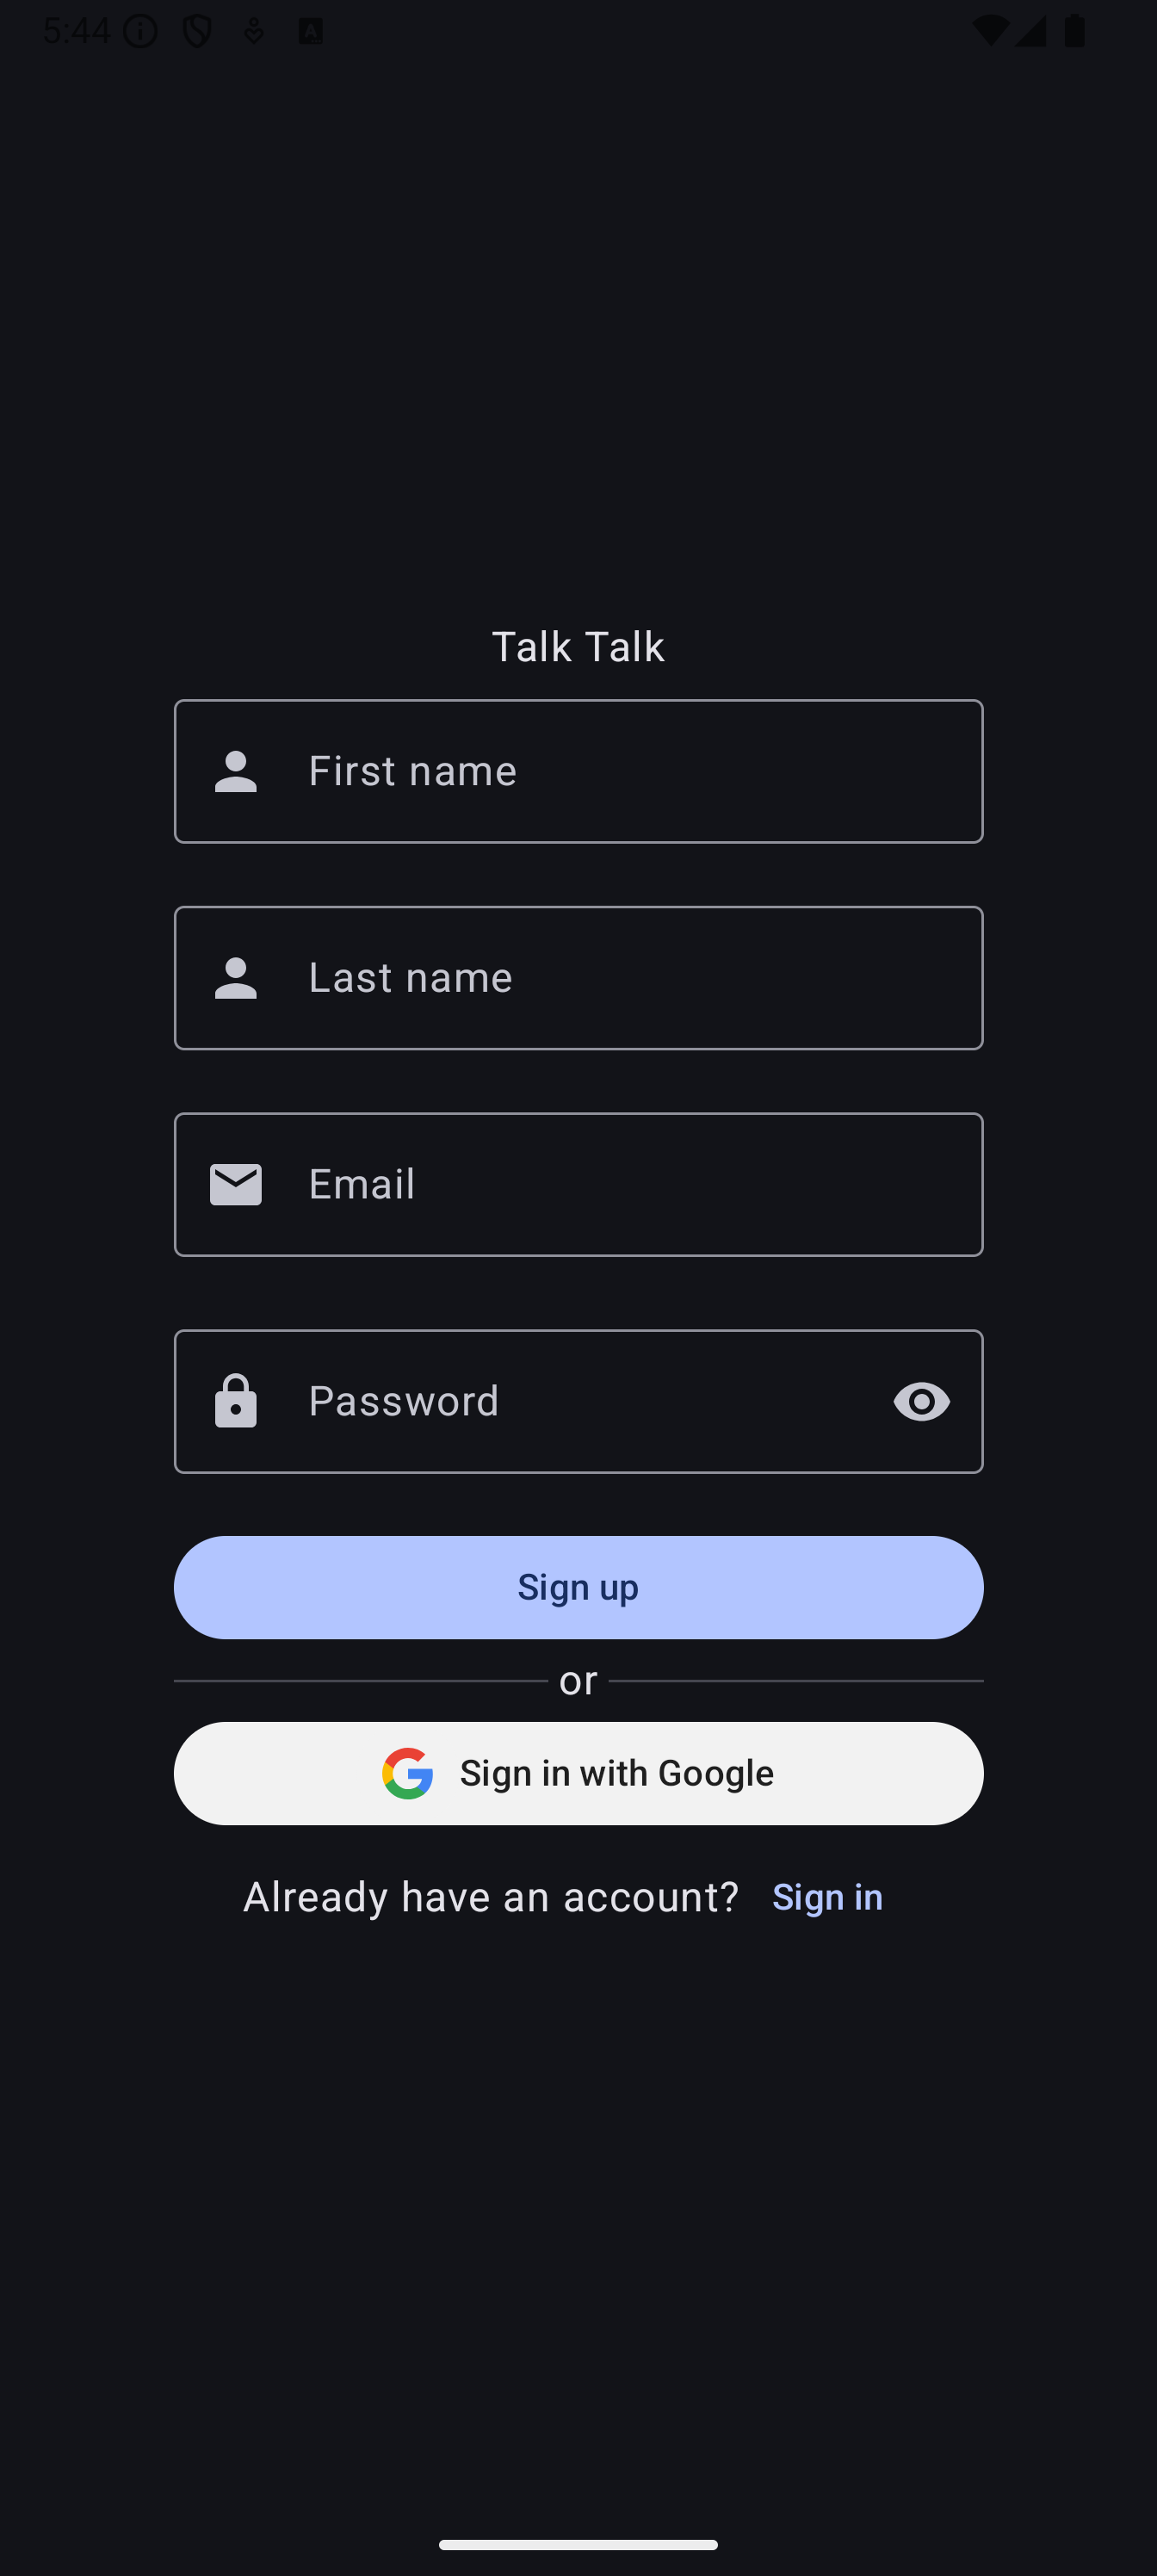 5:44
Talk Talk
First name
Last name
Email
Password
Sign up
or
Sign in with Google
Already have an account? Sign in